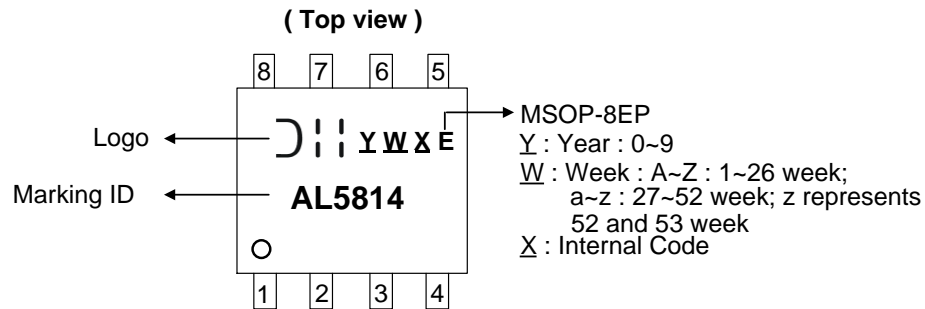 ( Top view )
8 7 6 5
Logo
Y W X E
MSOP-8EP
Y : Year : 0~9
W : Week : A~Z : 1~26 week;
a~z : 27~52 week; z represents
52 and 53 week
X : Internal Code
Marking ID
AL5814
1 2 3 4